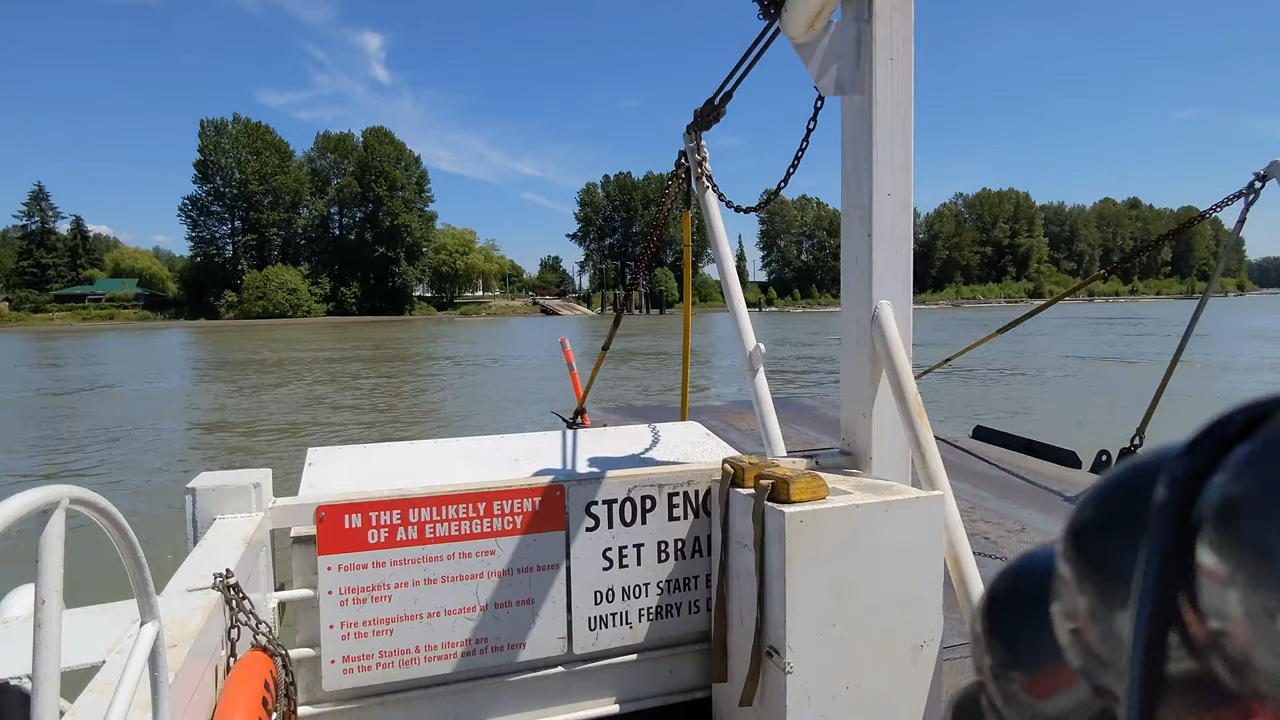 IN THE UNLIKELY EVENT
OF AN EMERGENCY
• Follow the instructions of the crew
• Lifejackets are in the Starboard (right) side boxes
of the ferry
• Fire extinguishers are located at both ends
of the ferry
• Muster Station & the liferaft are
on the Port (left) forward end of the ferry
STOP ENG
SET BRA
DO NOT START E
UNTIL FERRY IS D